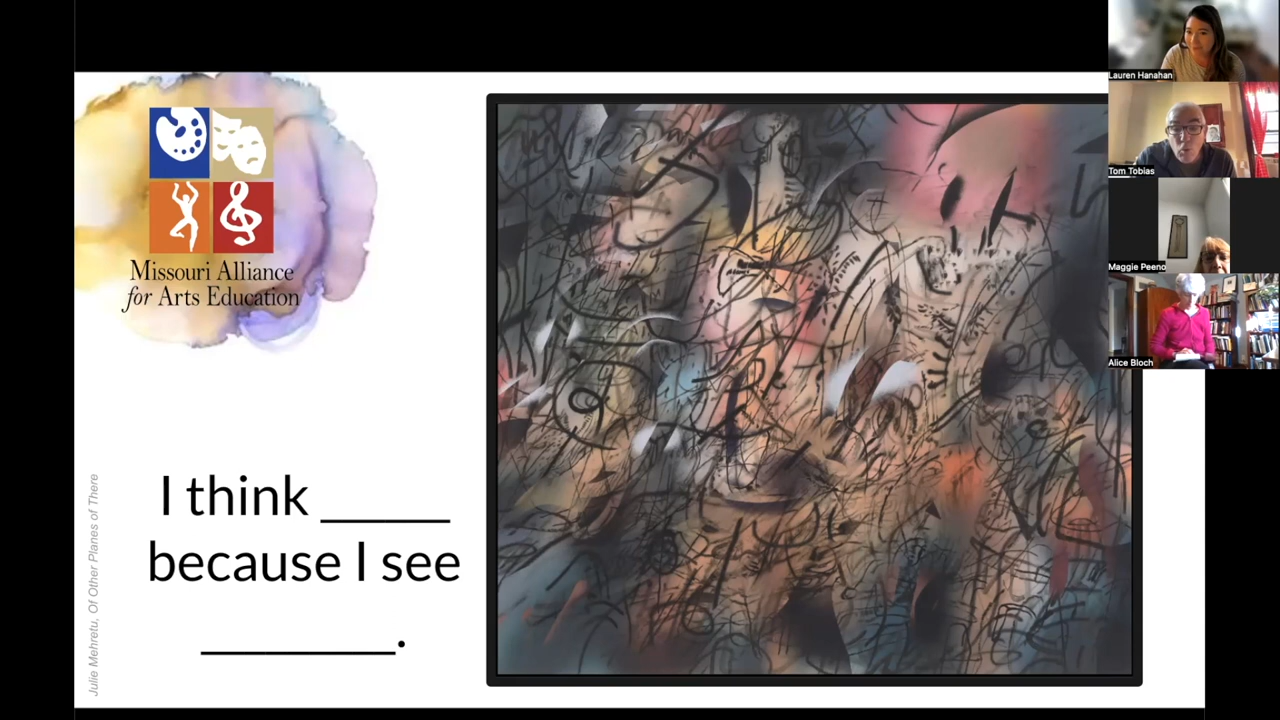 Missouri Alliance
for Arts Education
I think _____
because I see
________.
Julie Mehretu, Of Other Planes of There
Lauren Hanahan
Tom Tobias
Maggie Peeno
Alice Bloch